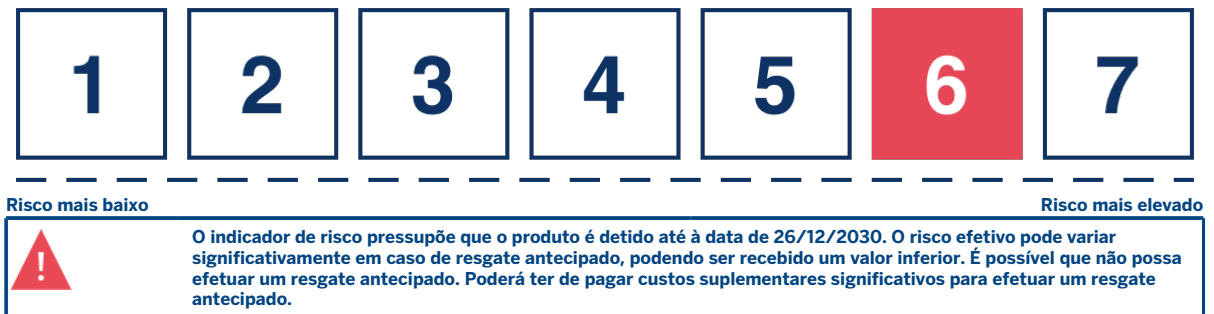 1 2 3 4 5 6 7
Risco mais baixo Risco mais elevado
!
O indicador de risco pressupõe que o produto é detido até à data de 26/12/2030. O risco efetivo pode variar
significativamente em caso de resgate antecipado, podendo ser recebido um valor inferior. É possível que não possa
efetuar um resgate antecipado. Poderá ter de pagar custos suplementares significativos para efetuar um resgate
antecipado.